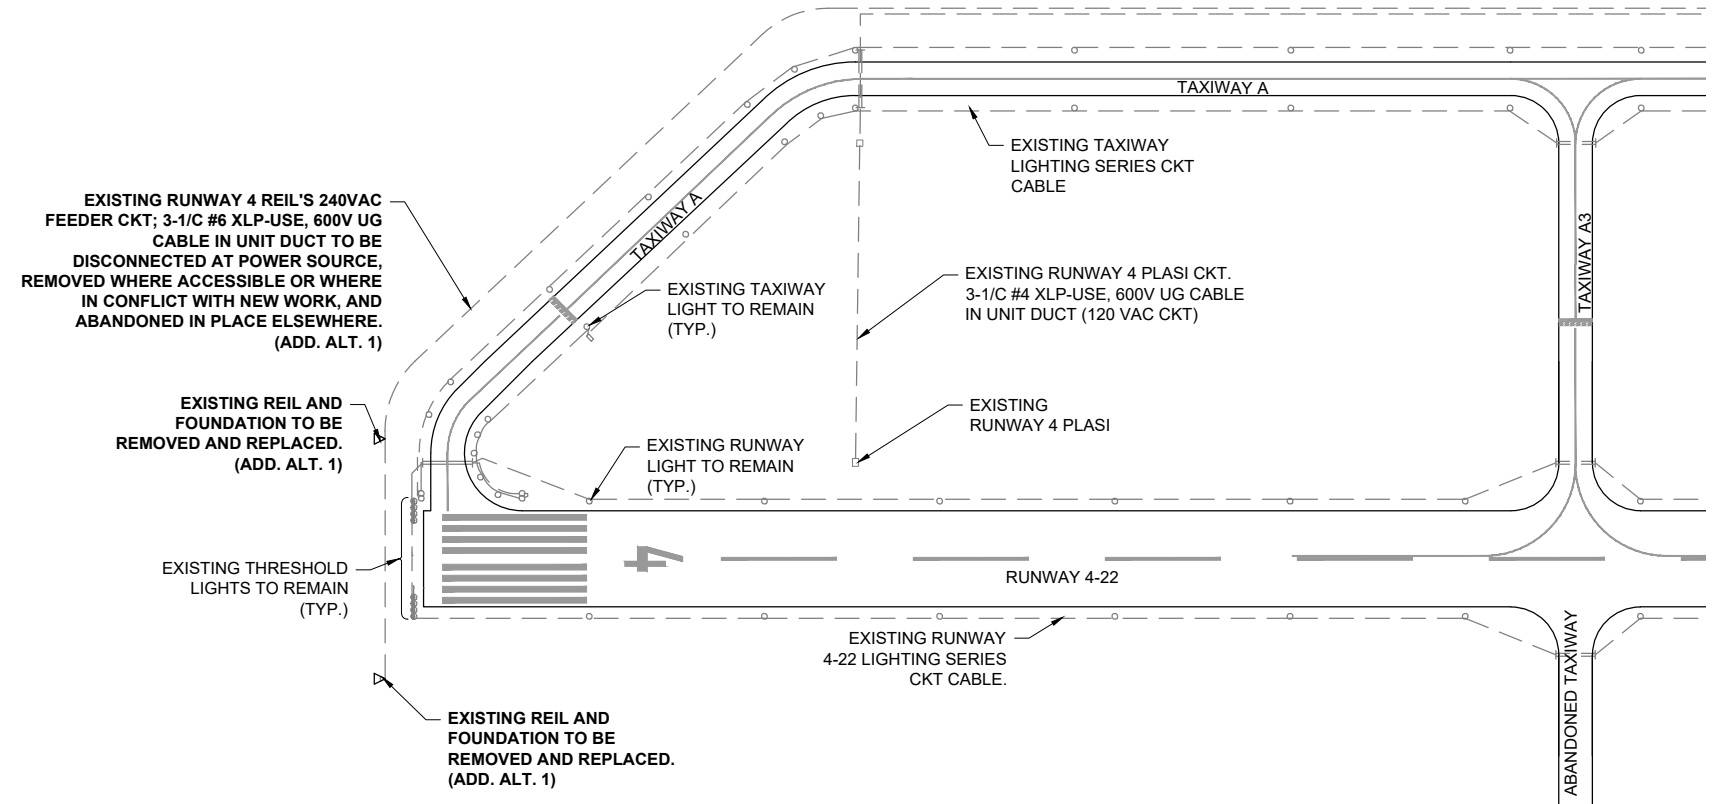 TAXIWAY A
EXISTING TAXIWAY
LIGHTING SERIES CKT
CABLE
EXISTING RUNWAY 4 REIL'S 240VAC
FEEDER CKT; 3-1/C #6 XLP-USE, 600V UG
CABLE IN UNIT DUCT TO BE
DISCONNECTED AT POWER SOURCE,
REMOVED WHERE ACCESSIBLE OR WHERE
IN CONFLICT WITH NEW WORK, AND
ABANDONED IN PLACE ELSEWHERE.
(ADD. ALT. 1)
TAXIWAY A
TAXIWAY A3
EXISTING TAXIWAY
LIGHT TO REMAIN
(TYP.)
EXISTING RUNWAY 4 PLASI CKT.
3-1/C #4 XLP-USE, 600V UG CABLE
IN UNIT DUCT (120 VAC CKT)
EXISTING REIL AND
FOUNDATION TO BE
REMOVED AND REPLACED.
(ADD. ALT. 1)
EXISTING
RUNWAY 4 PLASI
EXISTING RUNWAY
LIGHT TO REMAIN
(TYP.)
EXISTING THRESHOLD
LIGHTS TO REMAIN
(TYP.)
4
RUNWAY 4-22
EXISTING RUNWAY
4-22 LIGHTING SERIES
CKT CABLE.
ABANDONED TAXIWAY
EXISTING REIL AND
FOUNDATION TO BE
REMOVED AND REPLACED.
(ADD. ALT. 1)